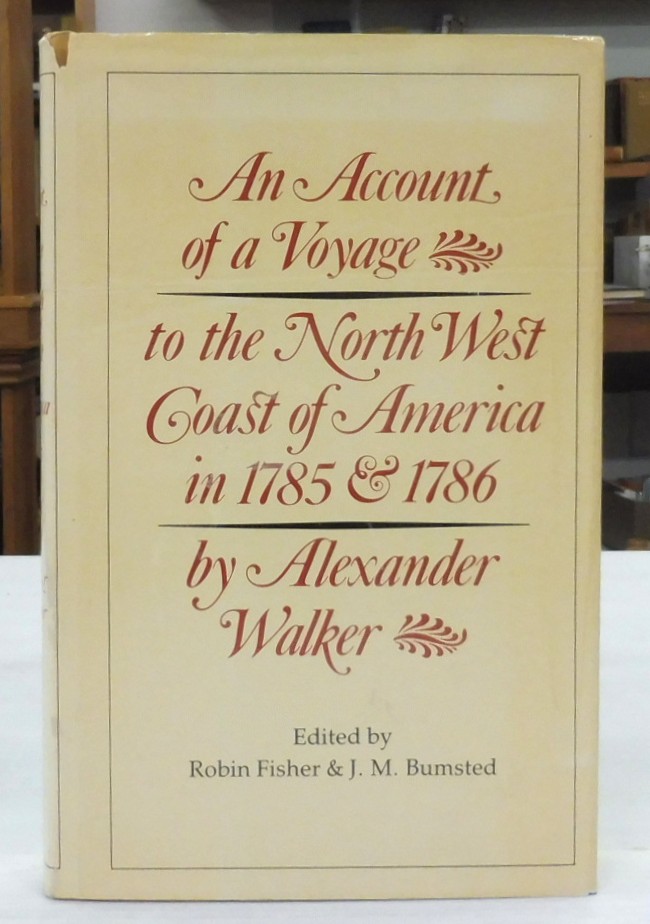 An Account
of a Voyage
to the North West
Coast of America
in 1785 & 1786
by Alexander
Walker
Edited by
Robin Fisher & J. M. Bumsted